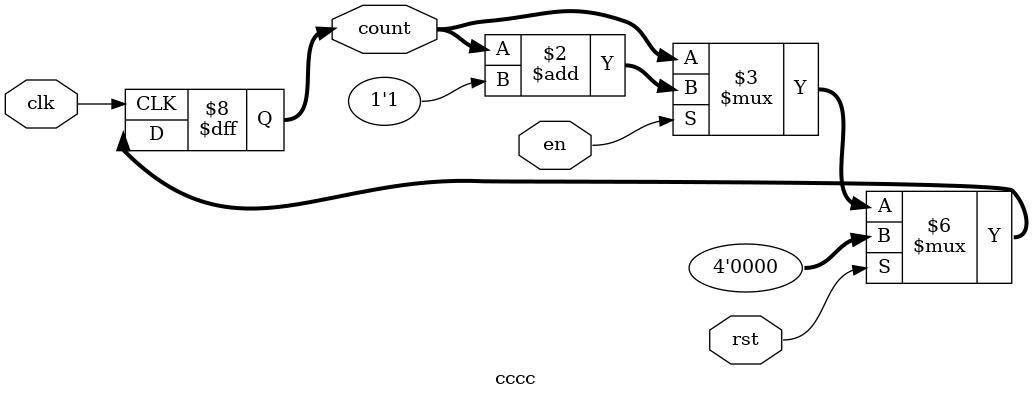 count
clk
CLK
D
$8
$dff
Q
A
B
$2
$add
Y
1'1
A
B
S
$3
$mux
Y
en
A
B
S
$6
$mux
Y
4'0000
rst
cccc